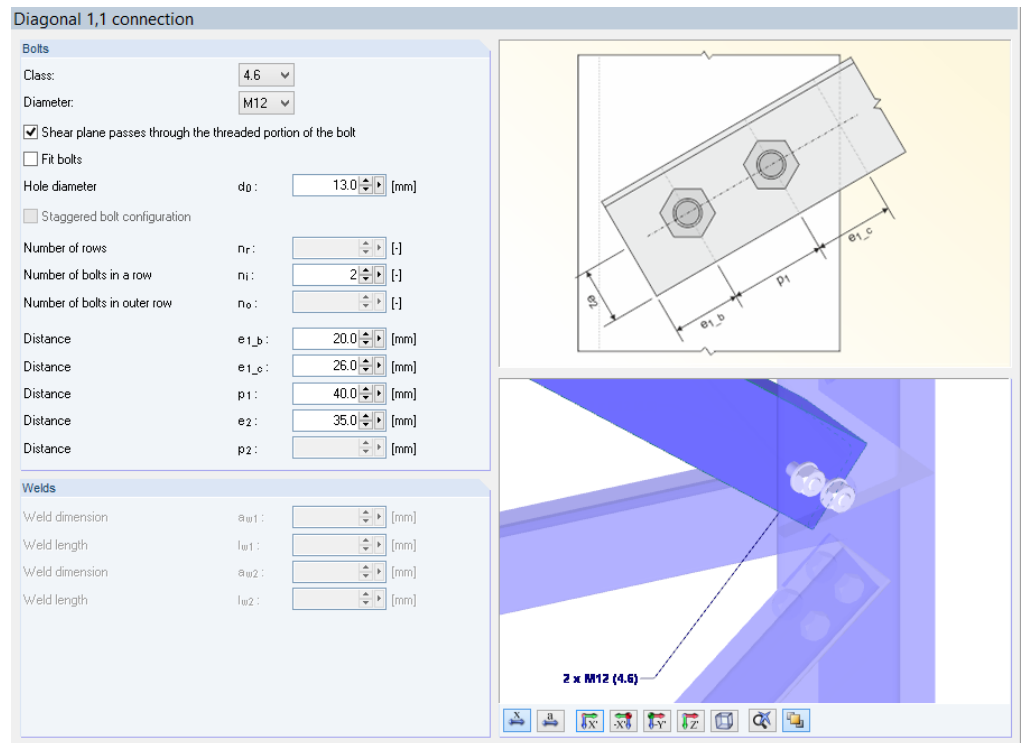 Diagonal 1,1 connection
Bolts
Class: 4.6
Diameter: M12
Shear plane passes through the threaded portion of the bolt
Fit bolts
Hole diameter d0 : 13.0 [mm]
Staggered bolt configuration
Number of rows nr : [-]
Number of bolts in a row ni : 2 [-]
Number of bolts in outer row no : [-]
Distance e1_b : 20.0 [mm]
Distance e1_c : 26.0 [mm]
Distance p1 : 40.0 [mm]
Distance e2 : 35.0 [mm]
Distance p2 : [mm]
Welds
Weld dimension aw1 : [mm]
Weld length lw1 : [mm]
Weld dimension aw2 : [mm]
Weld length lw2 : [mm]
e2
e1_b
p1
e1_c
2 x M12 (4.6)
x a X' -X' -Y' Z'